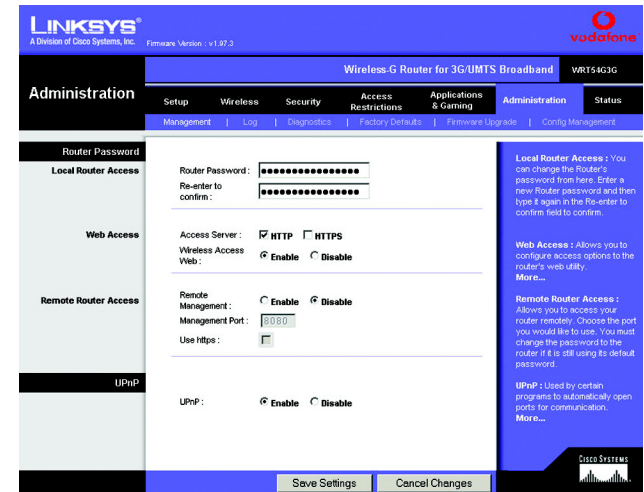 LINKSYS®
A Division of Cisco Systems, Inc.
Firmware Version : v1.97.3
vodafone
Wireless-G Router for 3G/UMTS Broadband
WRT54G3G
Administration
Setup
Wireless
Security
Access Restrictions
Applications & Gaming
Administration
Status
Management | Log | Diagnostics | Factory Defaults | Firmware Upgrade | Config Management
Router Password
Local Router Access
Router Password :
Re-enter to
confirm :
Web Access
Access Server :
HTTP
HTTPS
Wireless Access
Web :
Enable
Disable
Remote Router Access
Remote
Management :
Enable
Disable
Management Port :
8080
Use https :
UPnP
UPnP :
Enable
Disable
Local Router Access : You
can change the Router's
password from here. Enter a
new Router password and then
type it again in the Re-enter to
confirm field to confirm.
Web Access : Allows you to
configure access options to the
router's web utility.
More...
Remote Router Access :
Allows you to access your
router remotely. Choose the port
you would like to use. You must
change the password to the
router if it is still using its default
password.
UPnP : Used by certain
programs to automatically open
ports for communication.
More...
Save Settings
Cancel Changes
CISCO SYSTEMS